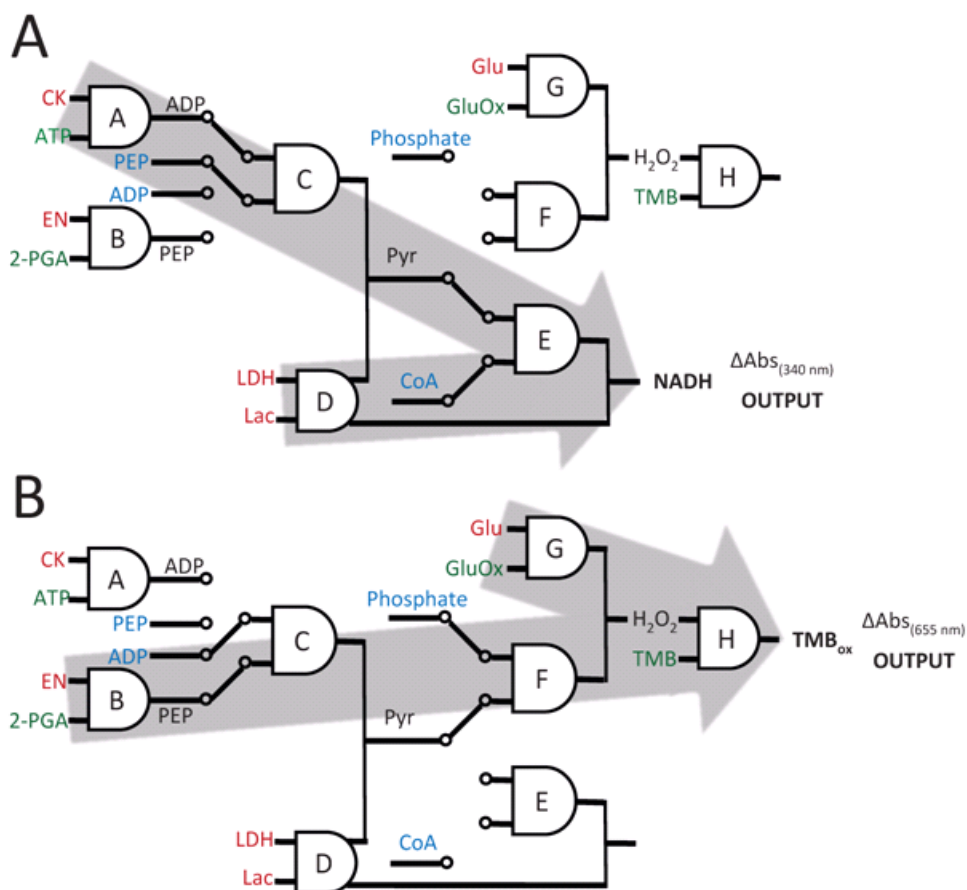 A
CK
ATP
A
ADP
PEP
ADP
EN
2-PGA
B
PEP
C
Phosphate
Glu
GluOx
G
F
H₂O₂
TMB
H
Pyr
E
LDH
Lac
D
CoA
NADH
ΔAbs(340 nm)
OUTPUT
B
CK
ATP
A
ADP
PEP
ADP
EN
2-PGA
B
PEP
C
Phosphate
Glu
GluOx
G
F
H₂O₂
TMB
H
TMBox
ΔAbs(655 nm)
OUTPUT
Pyr
E
LDH
Lac
D
CoA